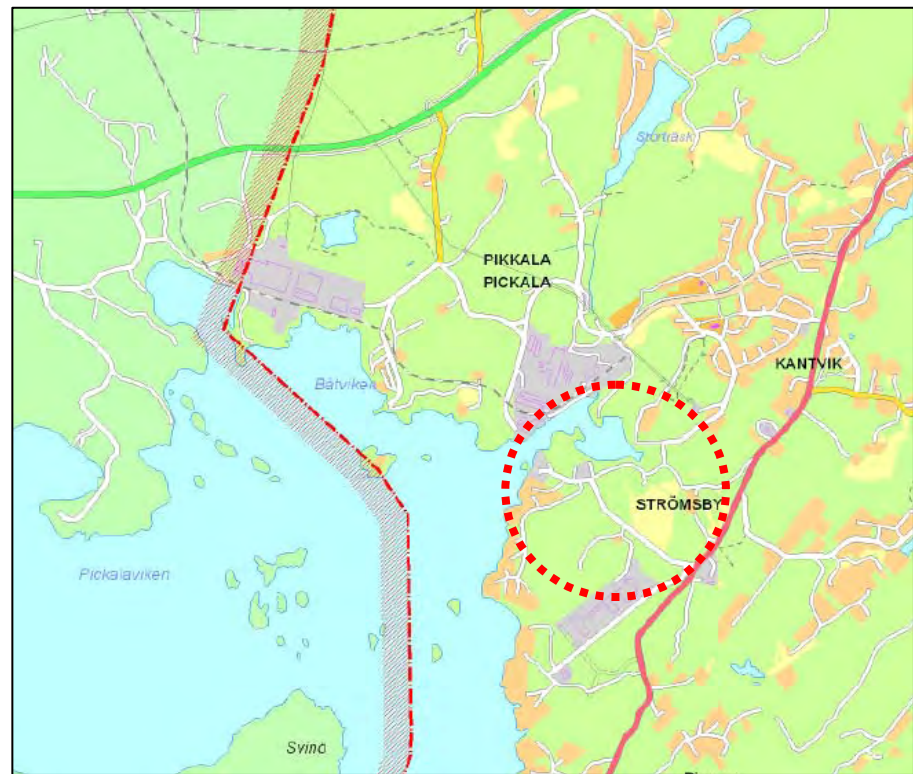 Storträsk
PIKKALA
PICKALA
KANTVIK
Båtviken
STRÖMSBY
Pickalaviken
Svinö